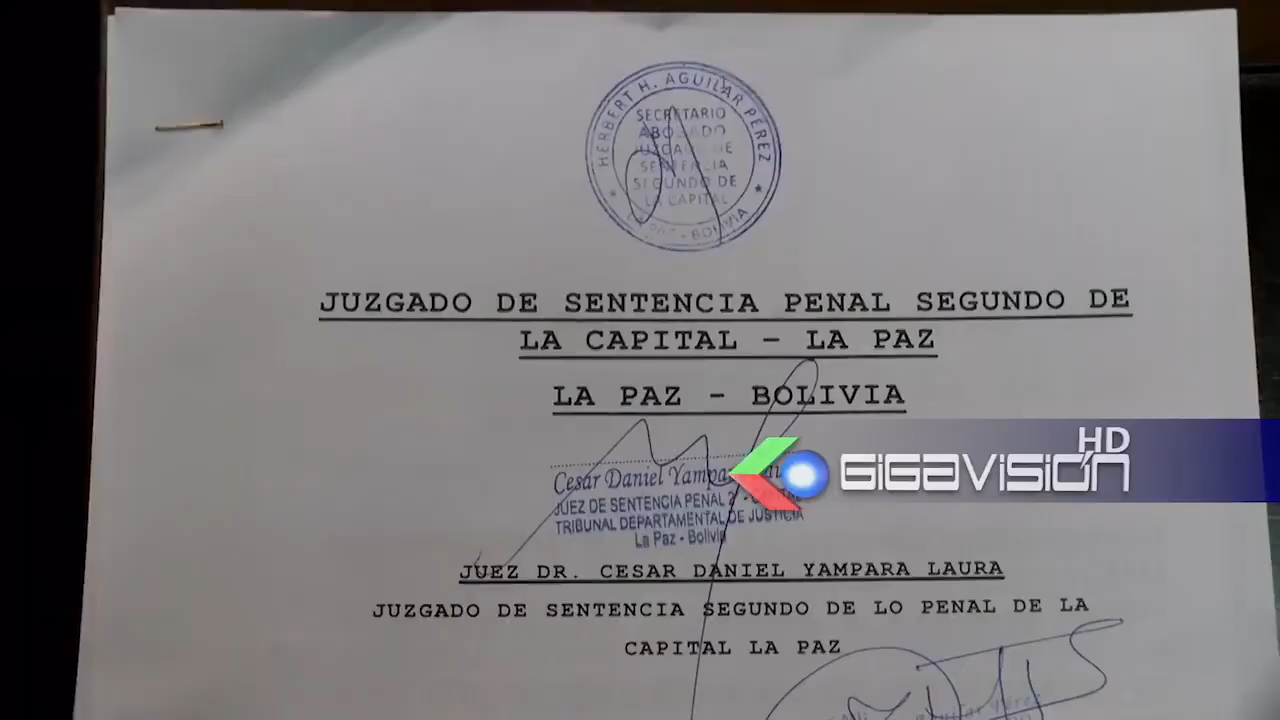 HERBERT H. AGUILAR PÉREZ
SECRETARIO
ABOGADO
JUZGADO DE
SENTENCIA
SEGUNDO DE
LA CAPITAL
LA PAZ - BOLIVIA
JUZGADO DE SENTENCIA PENAL SEGUNDO DE
LA CAPITAL – LA PAZ
LA PAZ - BOLIVIA
HD
GIGAVISIÓN
Cesar Daniel Yampa
JUEZ DE SENTENCIA PENAL 2
TRIBUNAL DEPARTAMENTAL DE JUSTICIA
La Paz - Bolivia
JUEZ DR. CESAR DANIEL YAMPARA LAURA
JUZGADO DE SENTENCIA SEGUNDO DE LO PENAL DE LA
CAPITAL LA PAZ